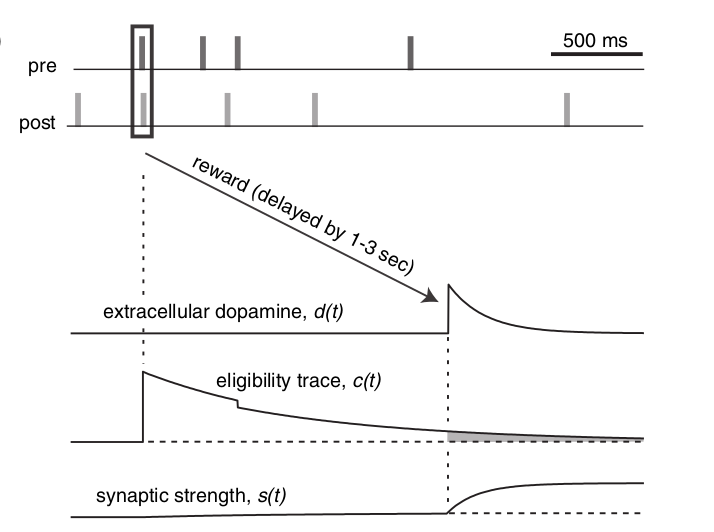 500 ms
pre
post
reward (delayed by 1-3 sec)
extracellular dopamine, d(t)
eligibility trace, c(t)
synaptic strength, s(t)